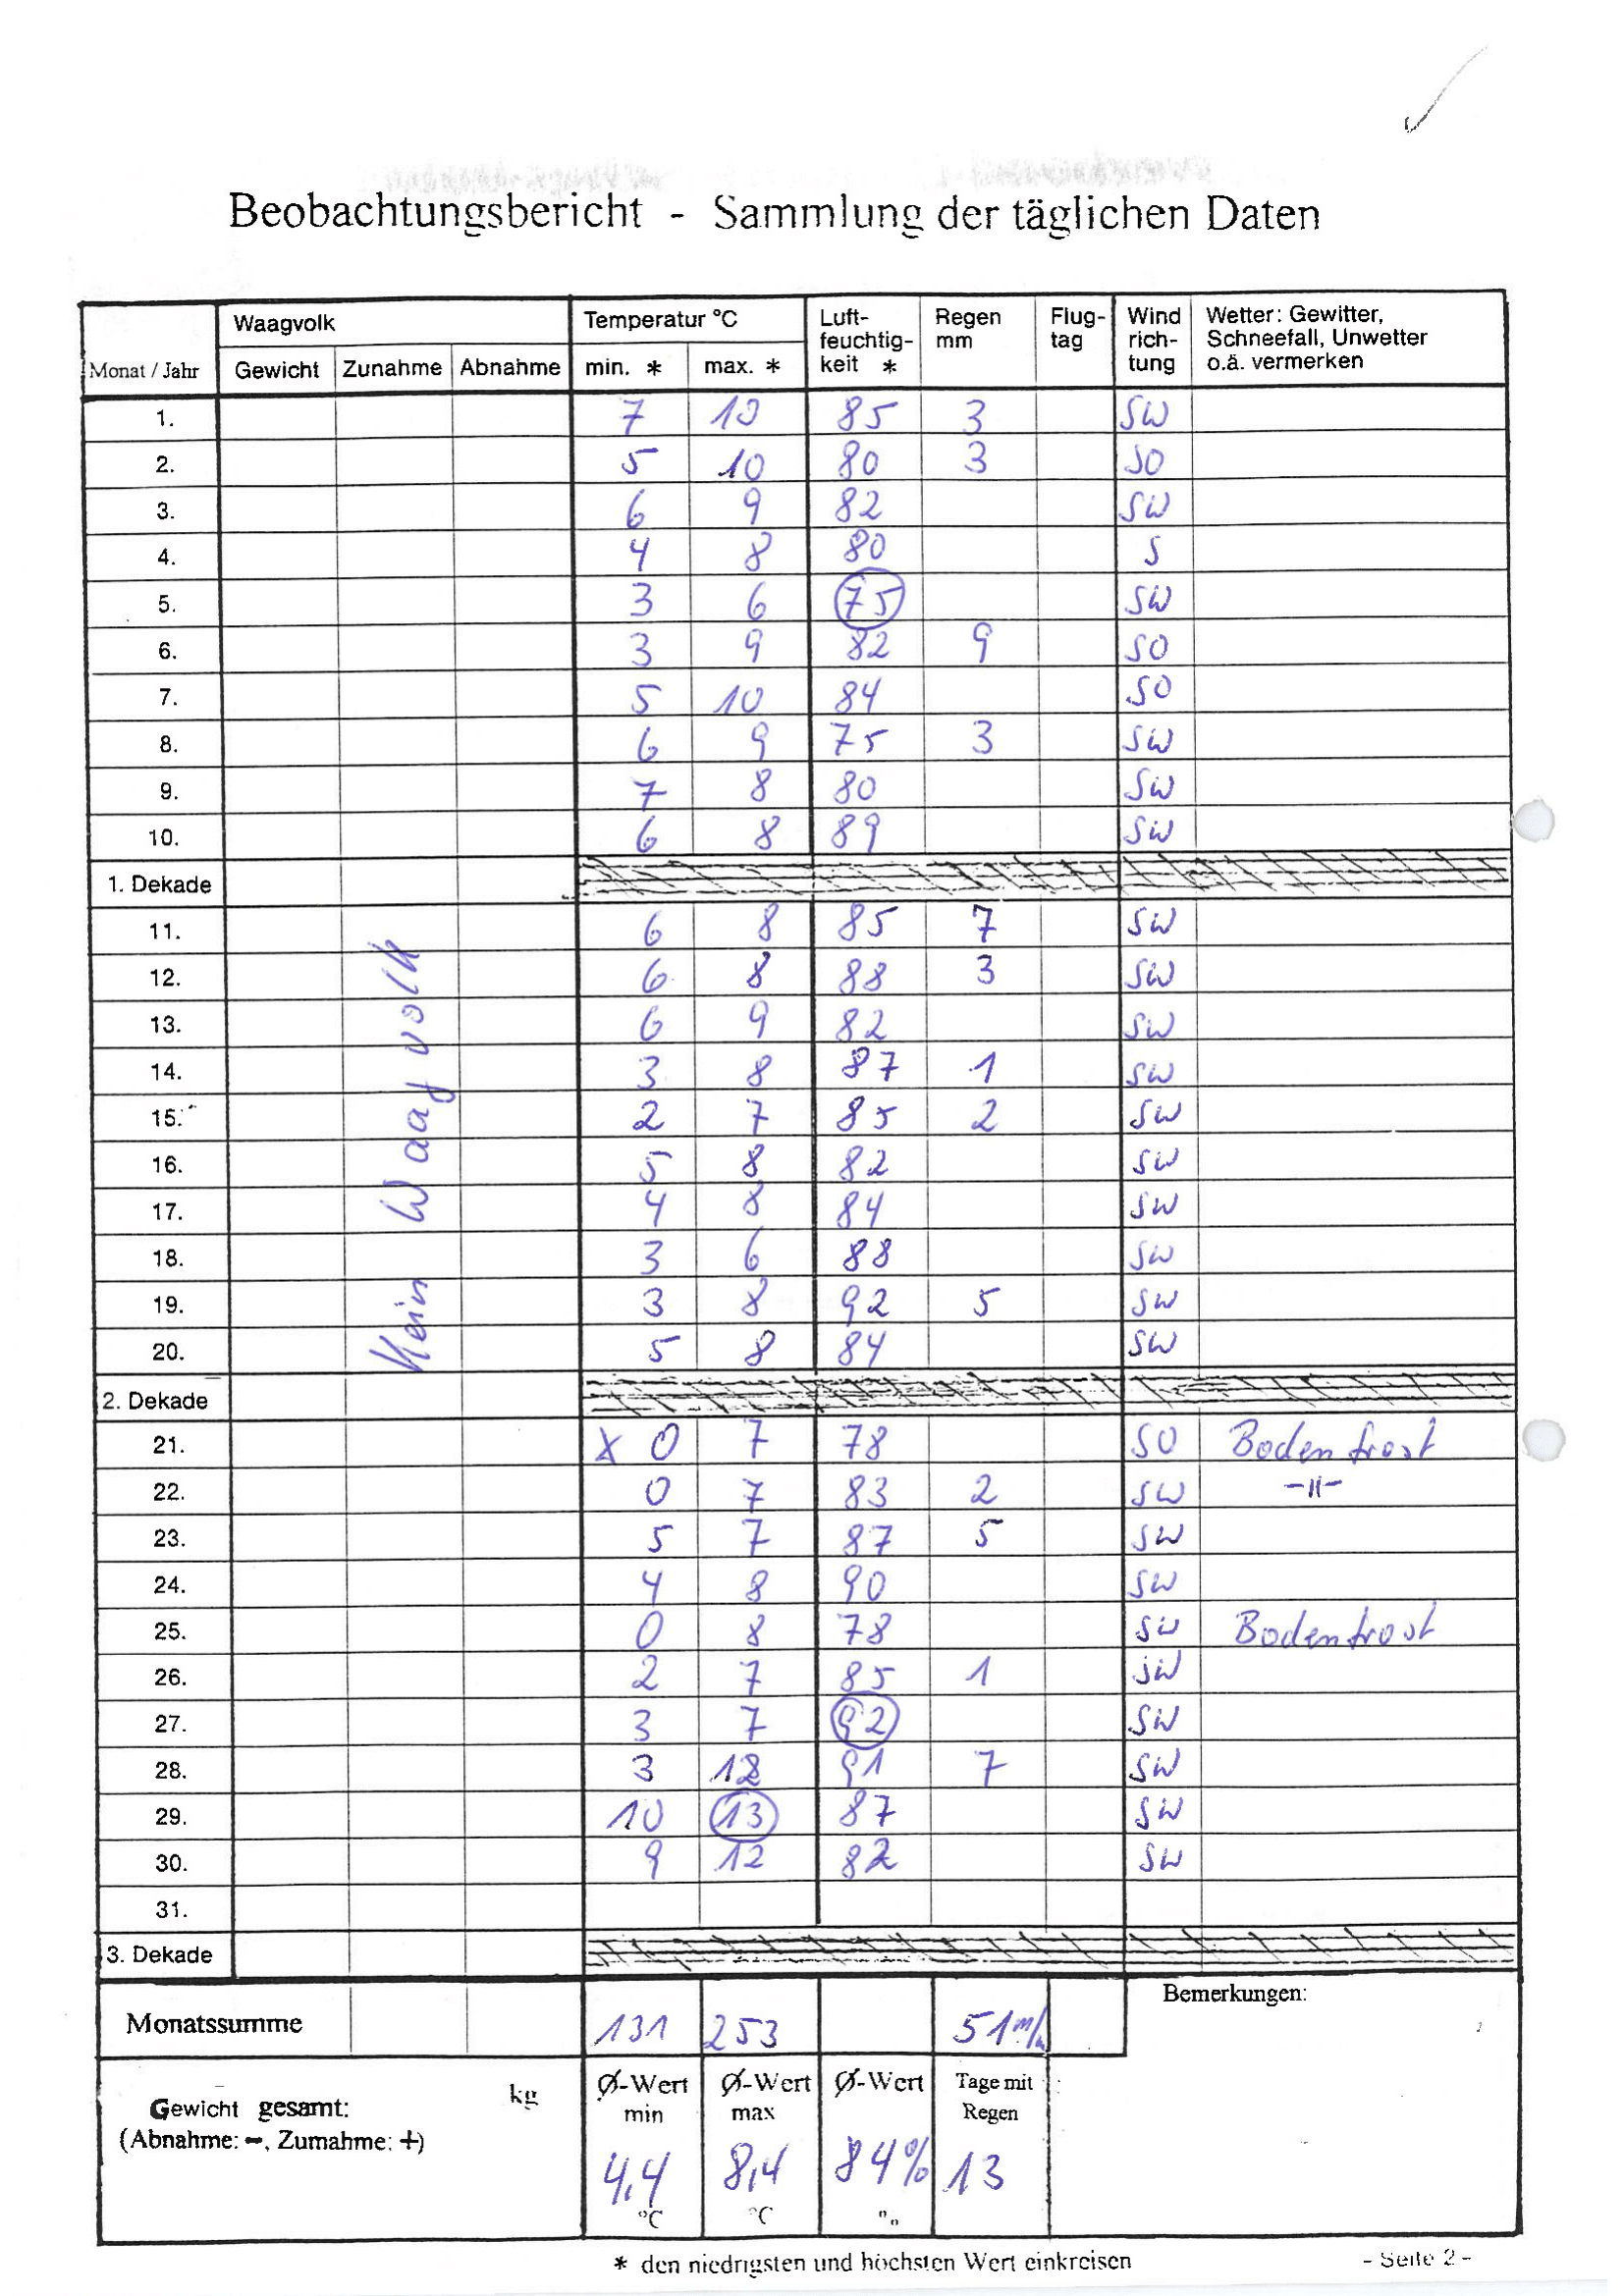 Beobachtungsbericht - Sammlung der täglichen Daten
Monat / Jahr Waagvolk Temperatur °C Luft-feuchtig-keit * Regen mm Flug-tag Wind rich-tung Wetter: Gewitter, Schneefall, Unwetter o.ä. vermerken
Gewicht Zunahme Abnahme min. * max. *
1. 7 10 85 3 SW
2. 5 10 80 3 SO
3. 6 9 82 SW
4. 4 8 80 S
5. 3 6 75 SW
6. 3 9 82 9 SO
7. 5 10 84 SO
8. 6 9 75 3 SW
9. 7 8 80 SW
10. 6 8 89 SW
1. Dekade
Kein Waagvolk
11. 6 8 85 7 SW
12. 6 8 88 3 SW
13. 6 9 82 SW
14. 3 8 87 1 SW
15. 2 7 85 2 SW
16. 5 8 82 SW
17. 4 8 84 SW
18. 3 6 88 SW
19. 3 8 92 5 SW
20. 5 8 84 SW
2. Dekade
21. X 0 7 78 SO Bodenfrost
22. 0 7 83 2 SW -11-
23. 5 7 87 5 SW
24. 4 8 90 SW
25. 0 8 78 SW Bodenfrost
26. 2 7 85 1 SW
27. 3 7 92 SW
28. 3 12 91 7 SW
29. 10 13 87 SW
30. 9 12 82 SW
31.
3. Dekade
Monatssumme 131 253 51 m/m
Bemerkungen:
Gewicht gesamt: kg
(Abnahme: -, Zumahme: +)
Ø-Wert min Ø-Wert max Ø-Wert Tage mit Regen
4,4 8,4 84% 13
°C °C
* den niedrigsten und höchsten Wert einkreisen
- Seite 2 -